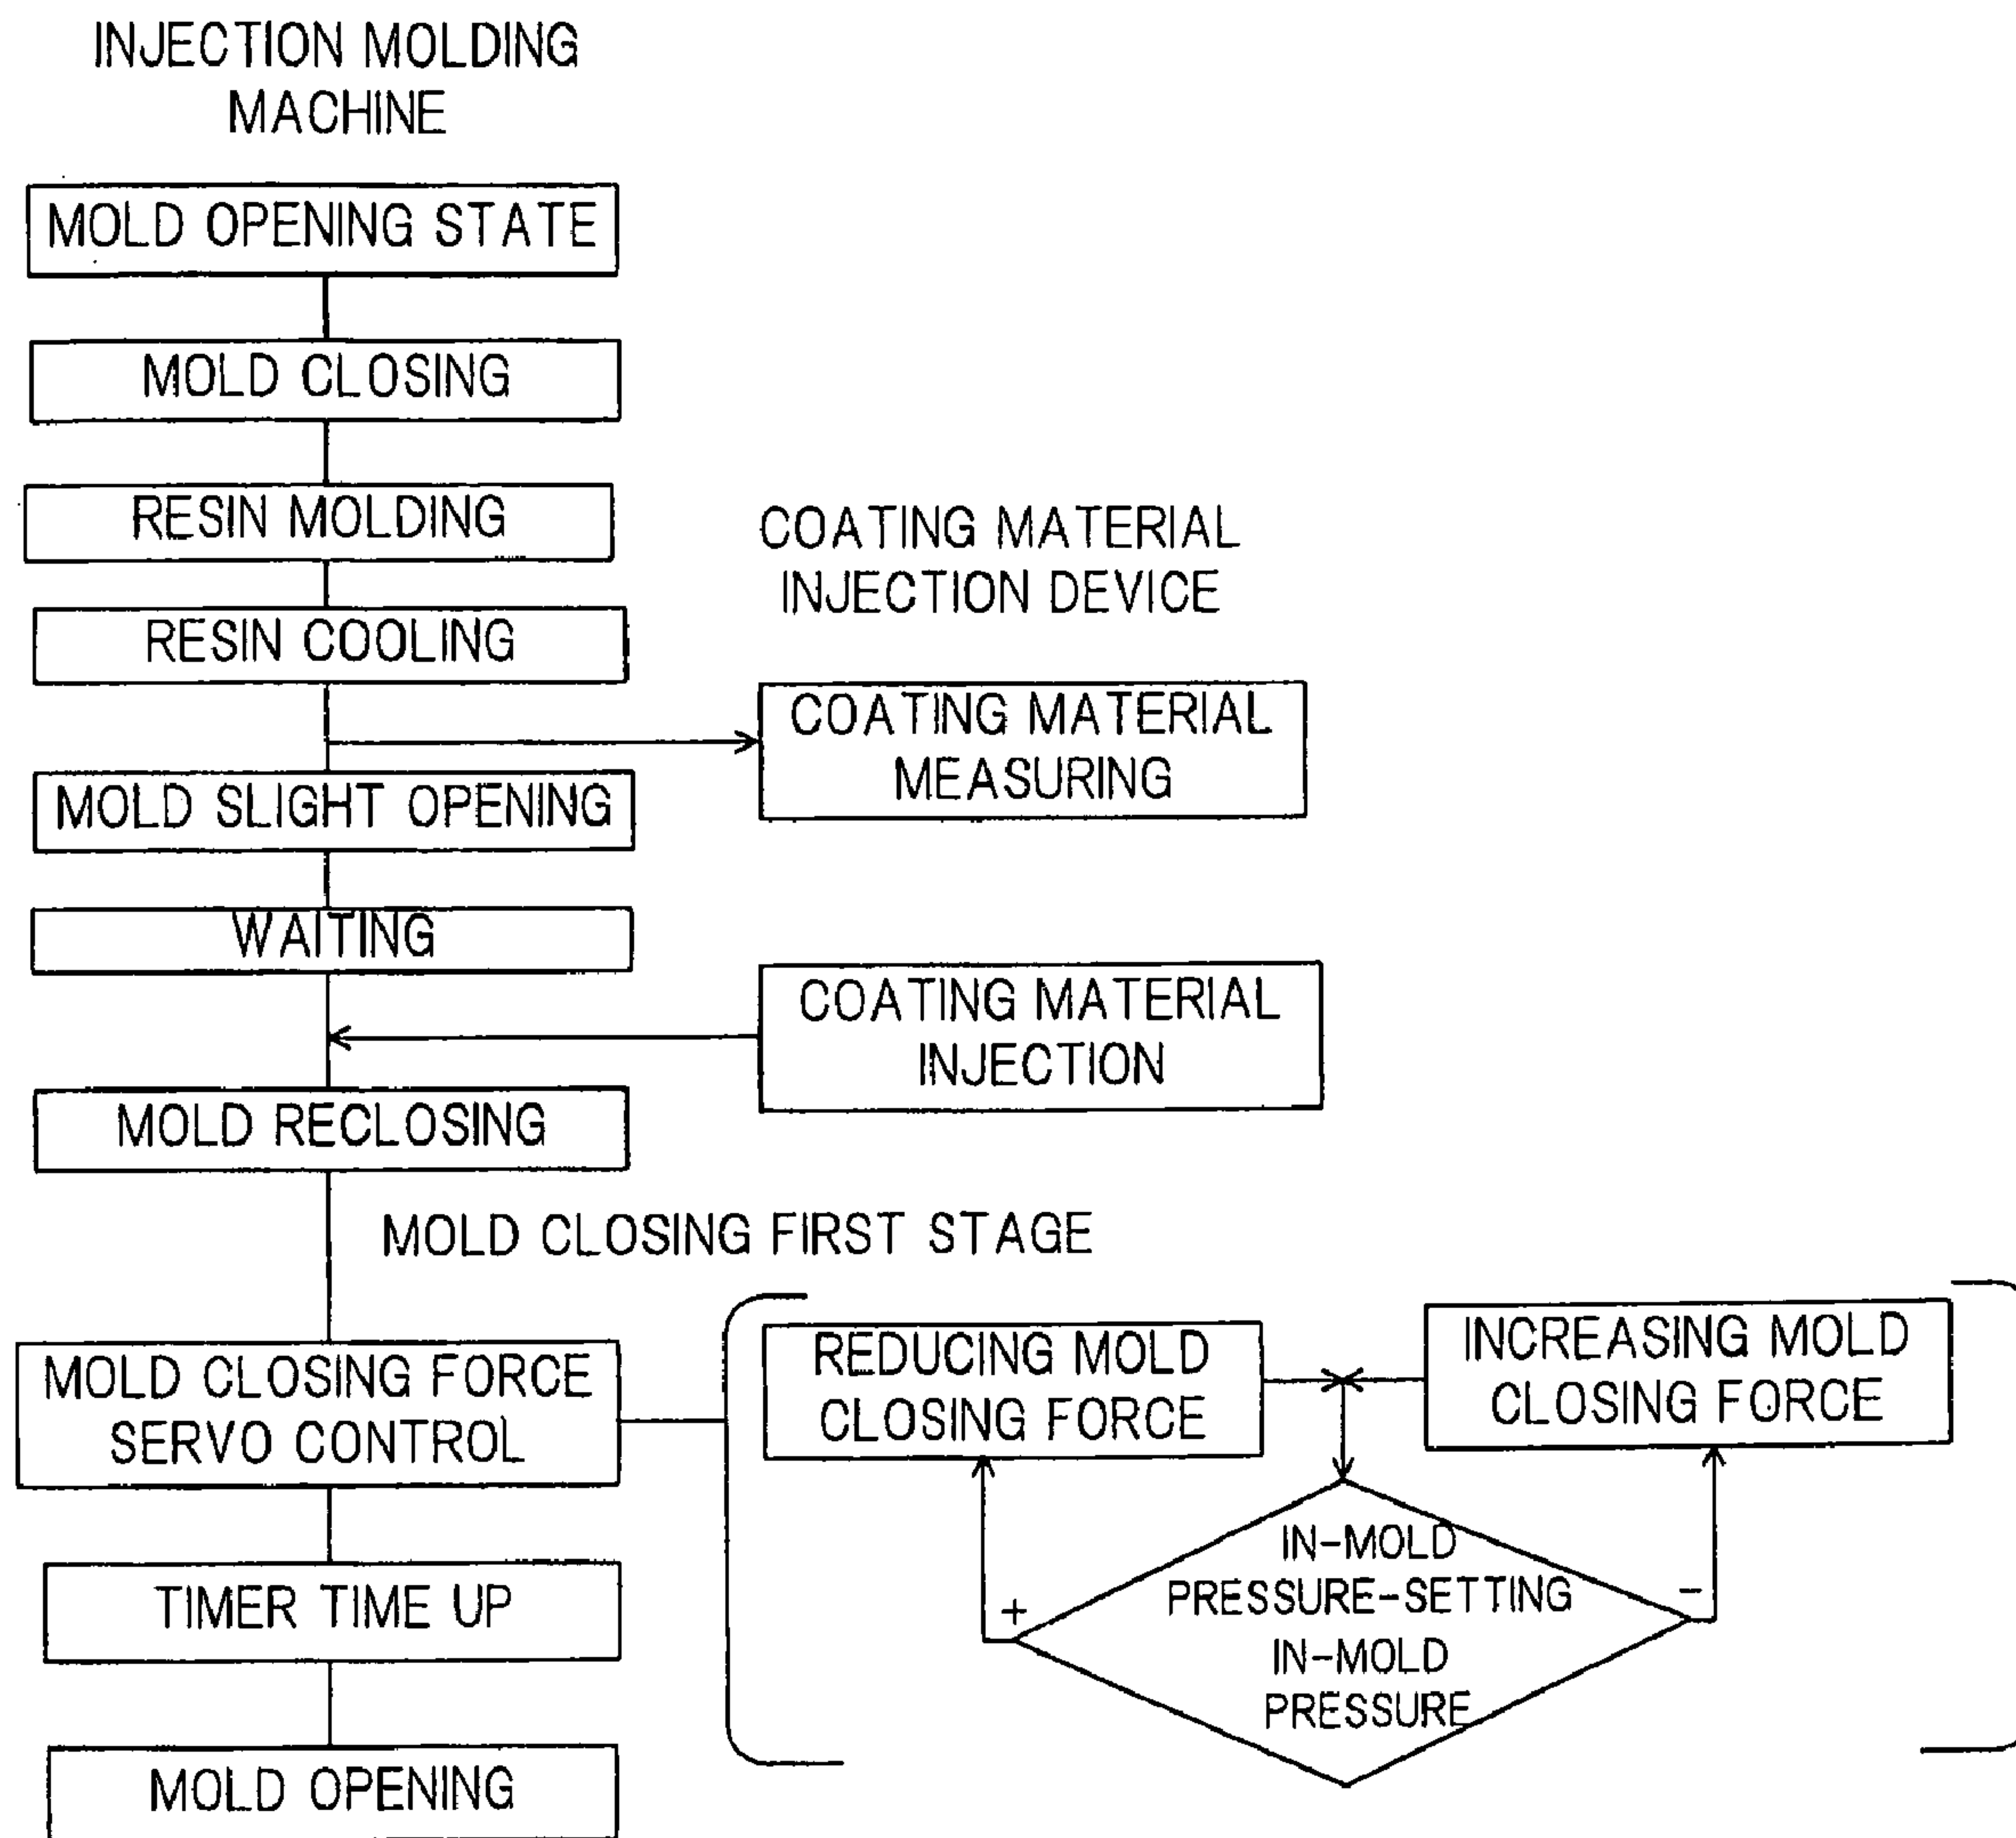 INJECTION MOLDING
MACHINE
MOLD OPENING STATE
MOLD CLOSING
RESIN MOLDING
RESIN COOLING
COATING MATERIAL
INJECTION DEVICE
COATING MATERIAL
MEASURING
MOLD SLIGHT OPENING
WAITING
COATING MATERIAL
INJECTION
MOLD RECLOSING
MOLD CLOSING FIRST STAGE
MOLD CLOSING FORCE
SERVO CONTROL
REDUCING MOLD
CLOSING FORCE
INCREASING MOLD
CLOSING FORCE
IN-MOLD
PRESSURE-SETTING
IN-MOLD
PRESSURE
+
-
TIMER TIME UP
MOLD OPENING